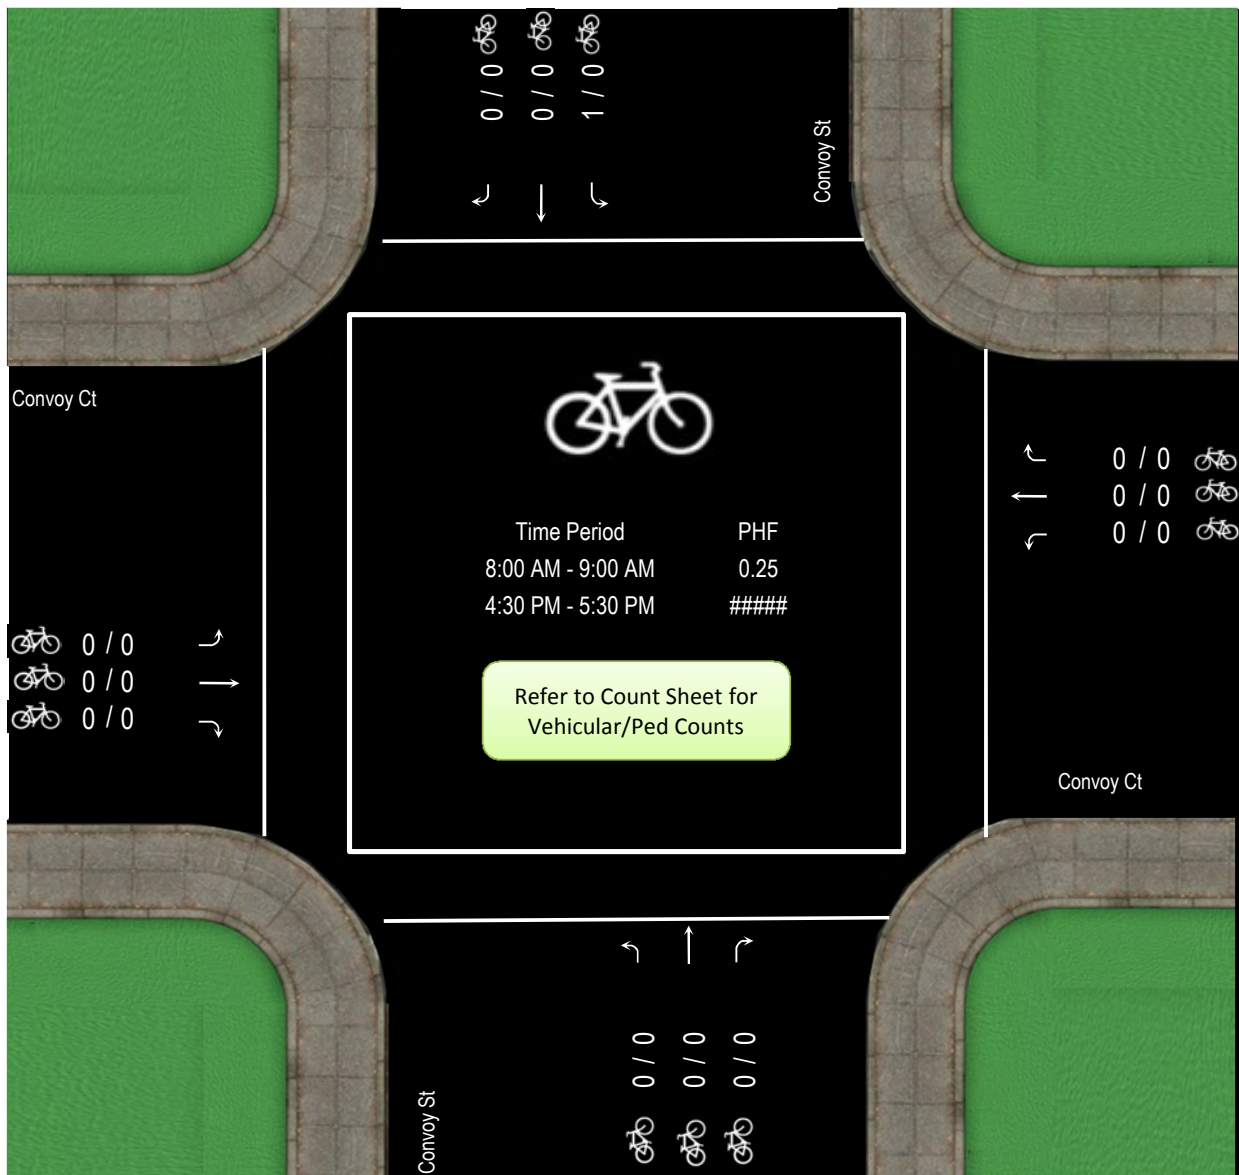 0 / 0
0 / 0
1 / 0
Convoy St
Convoy Ct
0 / 0
0 / 0
0 / 0
Time Period PHF
8:00 AM - 9:00 AM 0.25
4:30 PM - 5:30 PM #####
0 / 0
0 / 0
0 / 0
Refer to Count Sheet for
Vehicular/Ped Counts
Convoy Ct
0 / 0
0 / 0
0 / 0
Convoy St